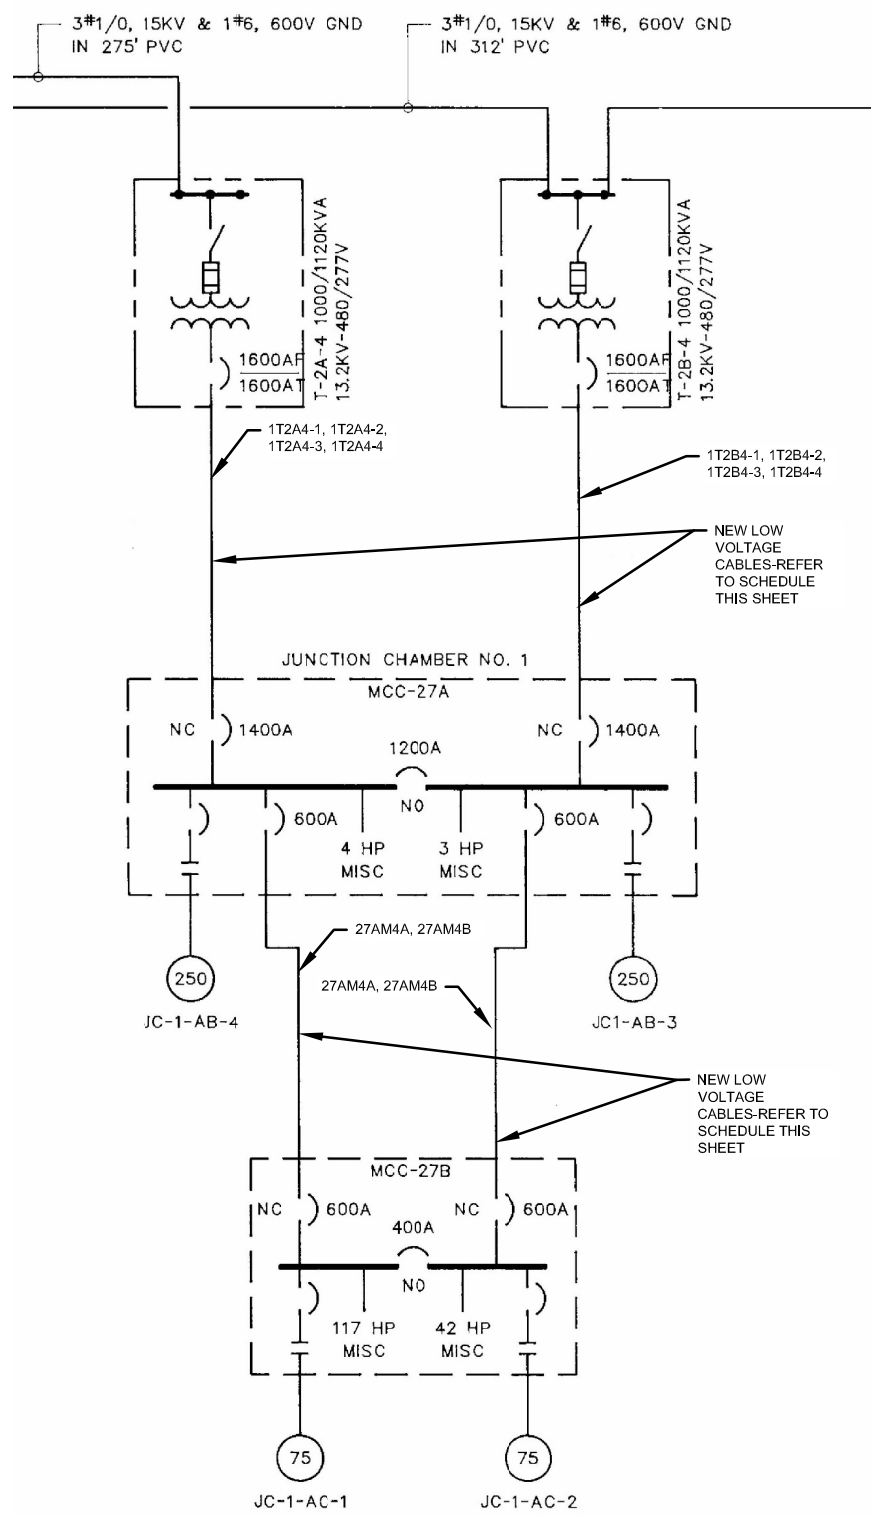 3#1/0, 15KV & 1#6, 600V GND
IN 275' PVC
3#1/0, 15KV & 1#6, 600V GND
IN 312' PVC
1600AF
1600AT
T-2A-4 1000/1120KVA
13.2KV-480/277V
1600AF
1600AT
T-2B-4 1000/1120KVA
13.2KV-480/277V
1T2A4-1, 1T2A4-2,
1T2A4-3, 1T2A4-4
1T2B4-1, 1T2B4-2,
1T2B4-3, 1T2B4-4
NEW LOW
VOLTAGE
CABLES-REFER
TO SCHEDULE
THIS SHEET
JUNCTION CHAMBER NO. 1
MCC-27A
NC
1400A
NC
1400A
1200A
NO
600A
4 HP
MISC
3 HP
MISC
600A
27AM4A, 27AM4B
27AM4A, 27AM4B
250
JC-1-AB-4
250
JC1-AB-3
NEW LOW
VOLTAGE
CABLES-REFER TO
SCHEDULE THIS
SHEET
MCC-27B
NC
600A
NC
600A
400A
NO
117 HP
MISC
42 HP
MISC
75
JC-1-AC-1
75
JC-1-AC-2